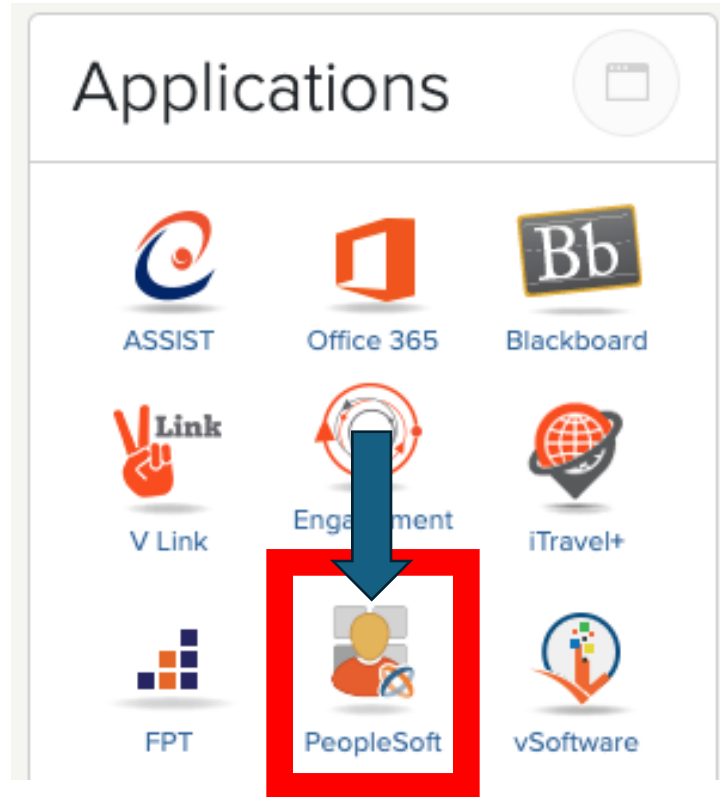 Applications
Bb
ASSIST
Office 365
Blackboard
Link
V Link
iTravel+
FPT
PeopleSoft
vSoftware